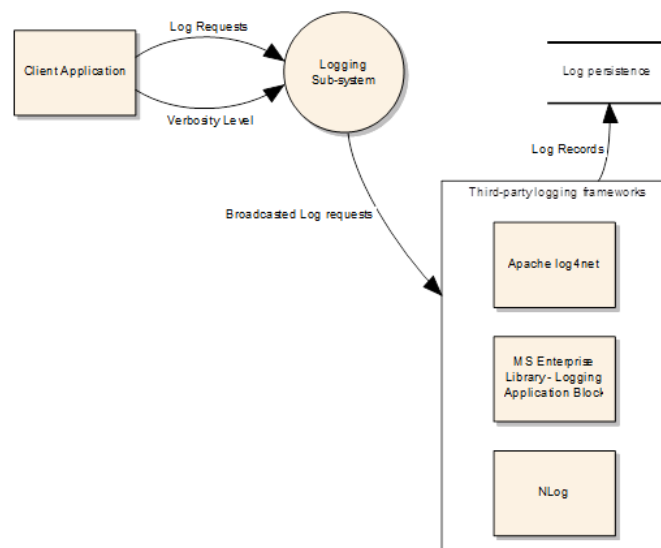 Log Requests
Client Application
Logging
Sub-system
Verbosity Level
Log persistence
Log Records
Broadcasted Log requests
Third-party logging frameworks
Apache log4net
MS Enterprise
Library - Logging
Application Block
NLog